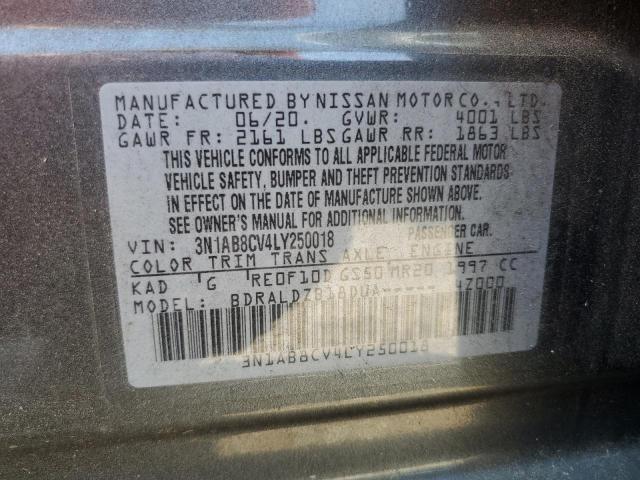 MANUFACTURED BY NISSAN MOTOR CO., LTD.
DATE: 06/20. GVWR: 4001 LBS
GAWR FR: 2161 LBS GAWR RR: 1863 LBS
THIS VEHICLE CONFORMS TO ALL APPLICABLE FEDERAL MOTOR
VEHICLE SAFETY, BUMPER AND THEFT PREVENTION STANDARDS
IN EFFECT ON THE DATE OF MANUFACTURE SHOWN ABOVE.
SEE OWNER'S MANUAL FOR ADDITIONAL INFORMATION
VIN: 3N1AB8CV4LY250018 PASSENGER CAR
COLOR TRIM TRANS AXLE ENGINE
KAD G RE0F10D GS50 MR20 1997 CC
MODEL: BDRALDZB18DUA----- 4Z000
3N1AB8CV4LY250018